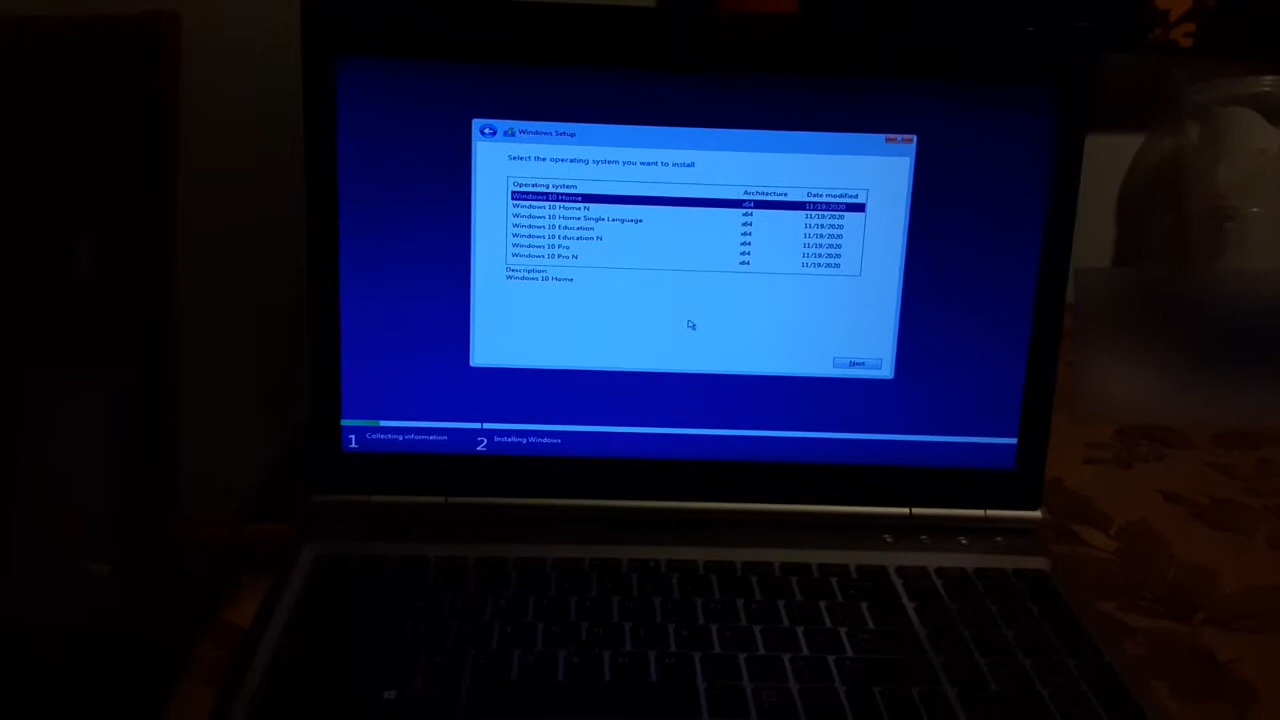 Windows Setup
Select the operating system you want to install
Operating system Architecture Date modified
Windows 10 Home x64 11/19/2020
Windows 10 Home N x64 11/19/2020
Windows 10 Home Single Language x64 11/19/2020
Windows 10 Education x64 11/19/2020
Windows 10 Education N x64 11/19/2020
Windows 10 Pro x64 11/19/2020
Windows 10 Pro N x64 11/19/2020
Description:
Windows 10 Home
Next
1 Collecting information 2 Installing Windows